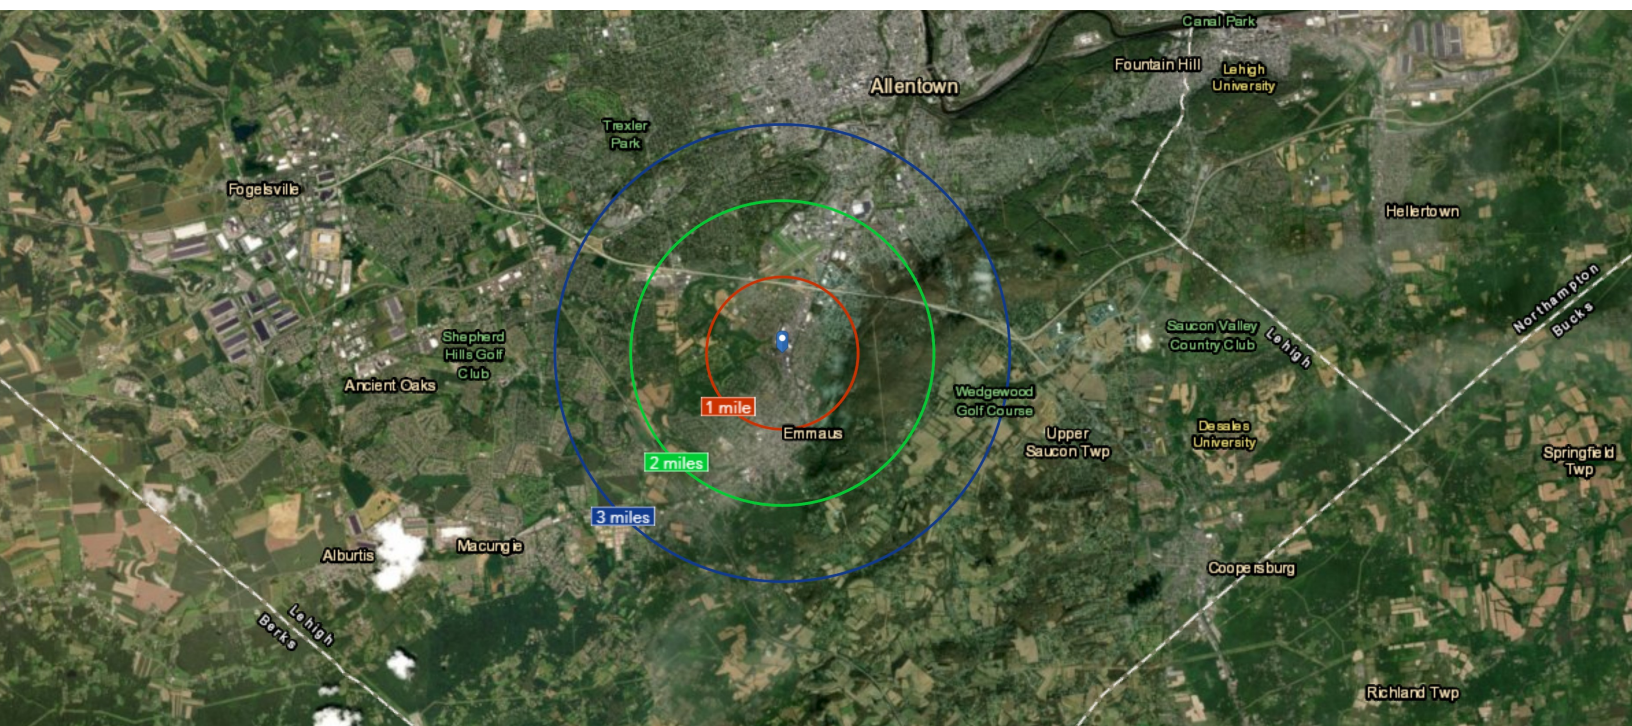 Canal Park
Fountain Hill
Lehigh
University
Allentown
Trexler
Park
Fogelsville
Hellertown
Northampton
Bucks
Saucon Valley
Country Club
Lehigh
Shepherd
Hills Golf
Club
Ancient Oaks
Wedgewood
Golf Course
1 mile
Emmaus
Upper
Saucon Twp
Desales
University
2 miles
Springfield
Twp
3 miles
Macungie
Alburtis
Coopersburg
Lehigh
Berks
Richland Twp